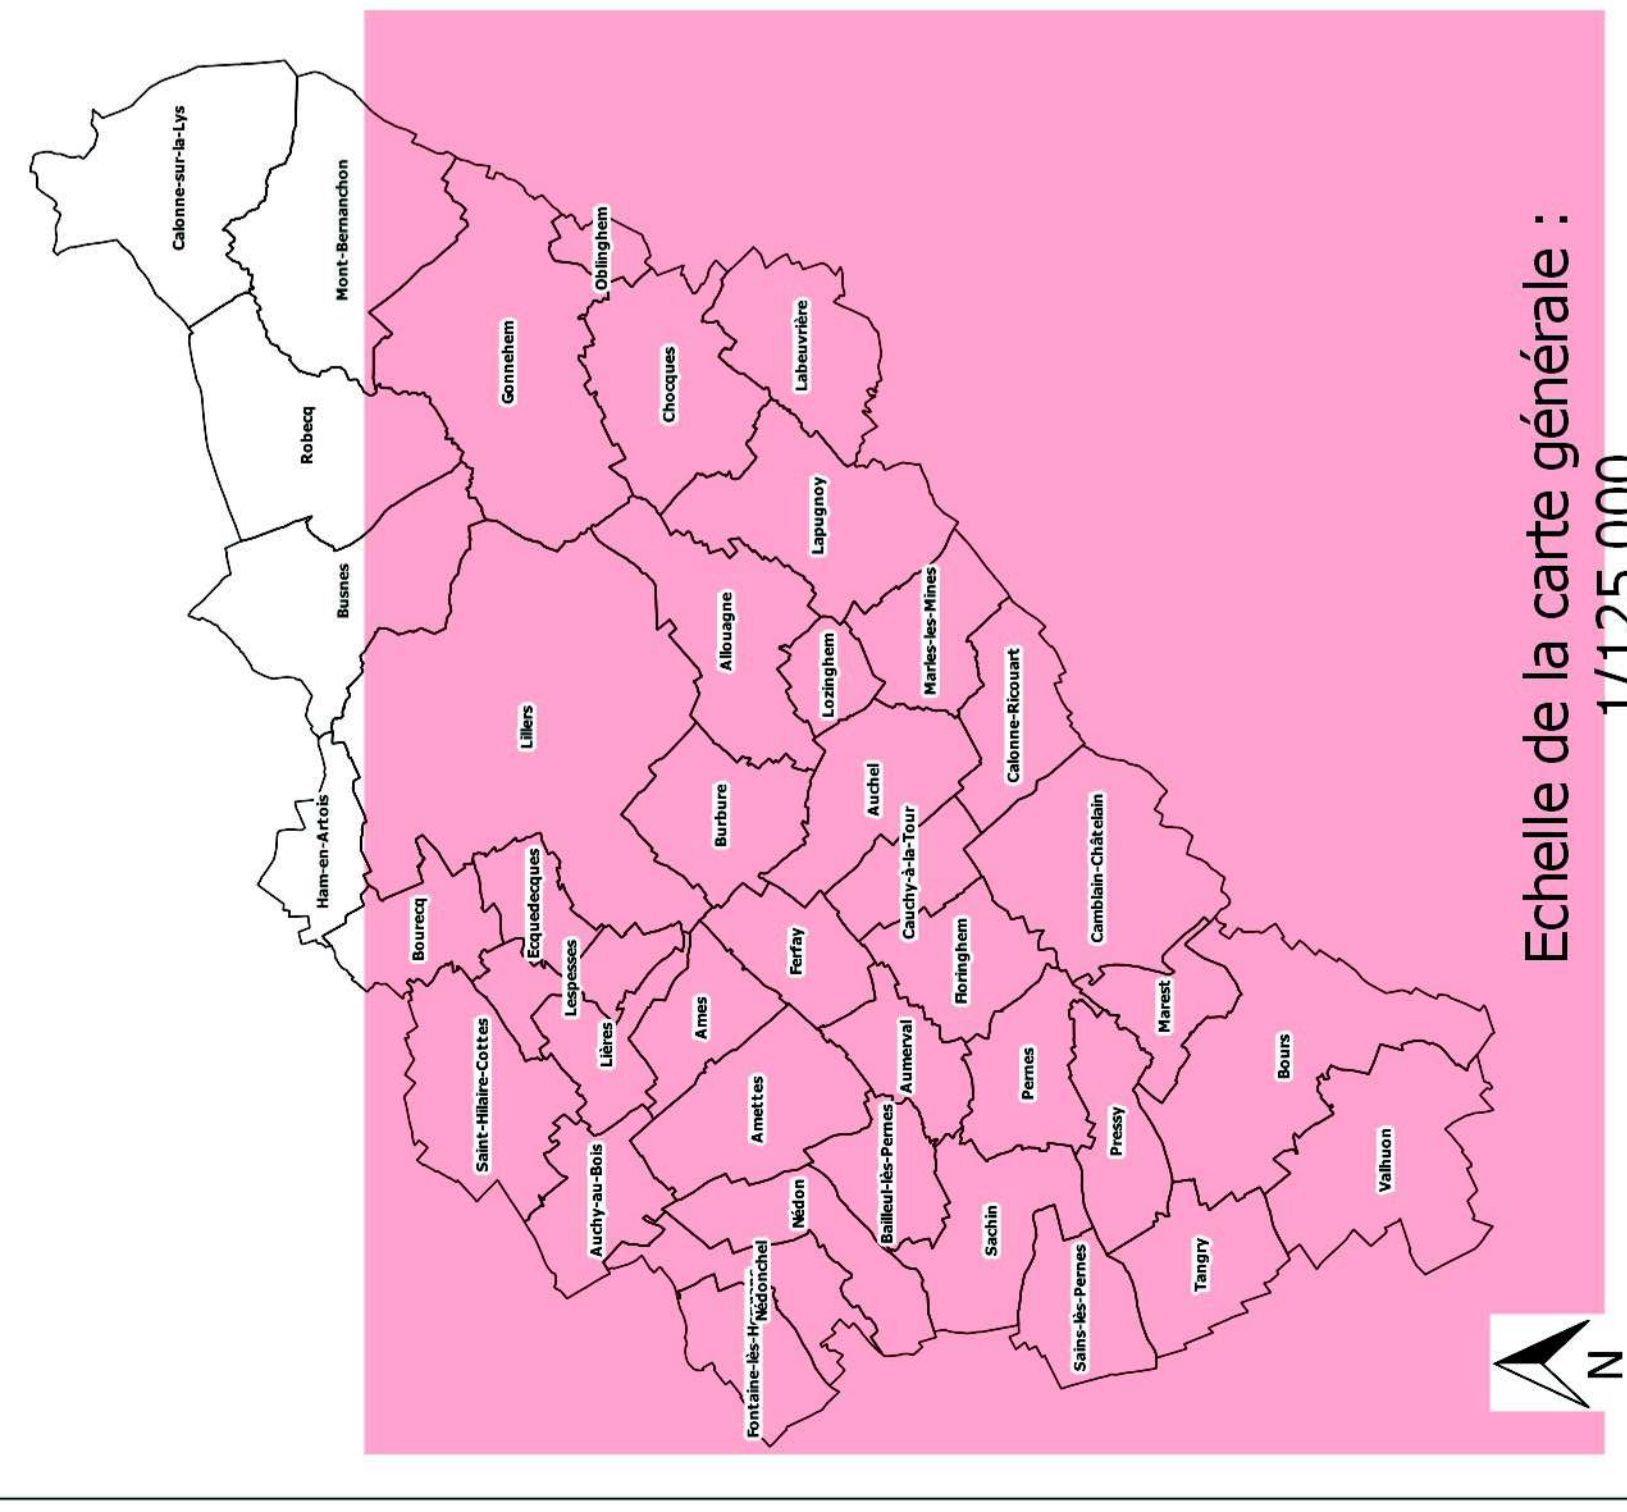 Calonne-sur-la-Lys
Mont-Bernanchon
Robecq
Busnes
Ham-en-Artois
Gonnehem
Oblinghem
Chocques
Labeuvrière
Lillers
Bourecq
Ecquedecques
Lespesses
Lières
Saint-Hilaire-Cottes
Auchy-au-Bois
Allouagne
Lapugnoy
Lozinghem
Marles-les-Mines
Burbure
Auchel
Calonne-Ricouart
Cauchy-à-la-Tour
Camblain-Châtelain
Ferfay
Floringhem
Ames
Amettes
Aumerval
Pernes
Marest
Pressy
Bours
Bailleul-lès-Pernes
Nédon
Nédonchel
Fontaine-lès-H
Sachin
Sains-lès-Pernes
Tangry
Valhuon
Echelle de la carte générale :
1/125 000
N